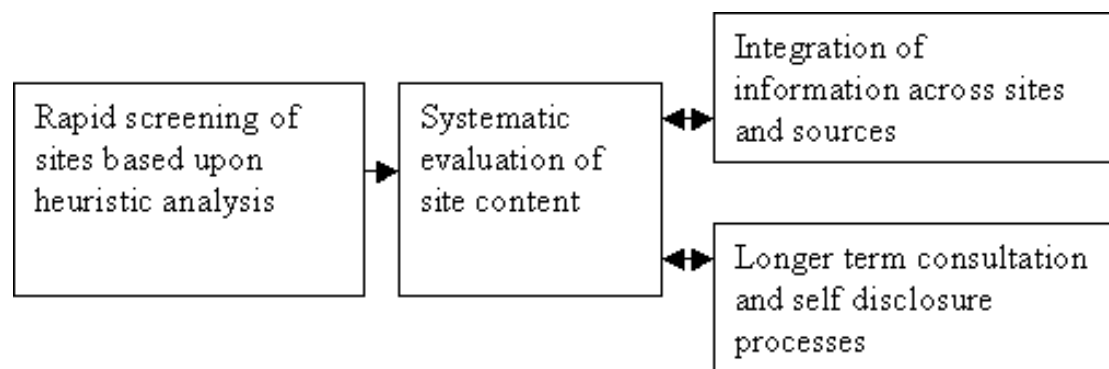 Rapid screening of
sites based upon
heuristic analysis
Systematic
evaluation of
site content
Integration of
information across sites
and sources
Longer term consultation
and self disclosure
processes